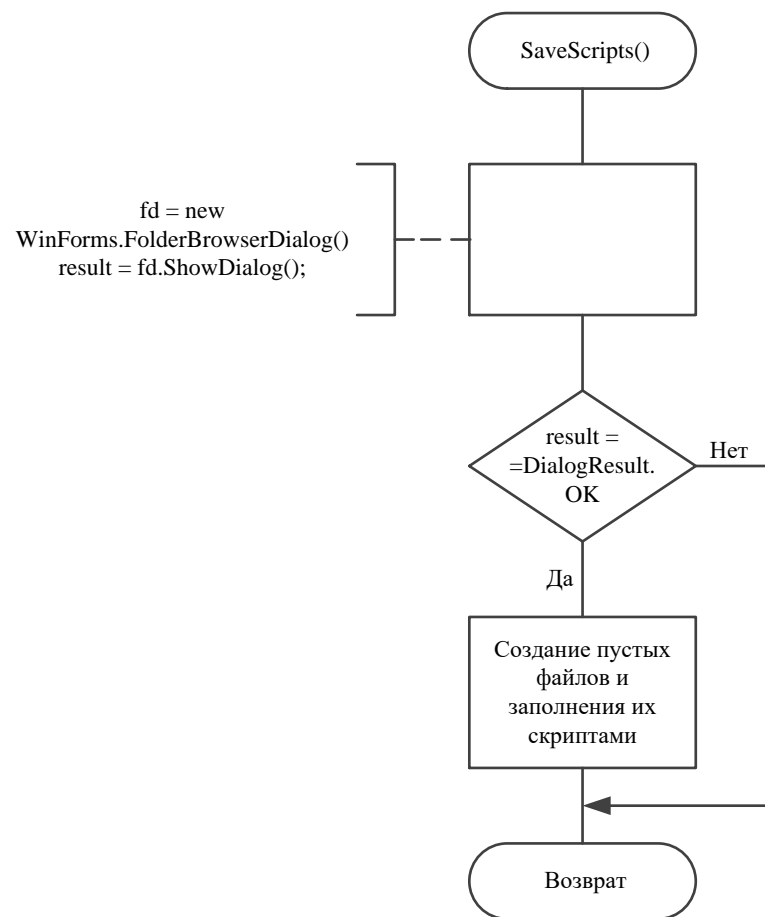 SaveScripts()
fd = new
WinForms.FolderBrowserDialog()
result = fd.ShowDialog();
result =
=DialogResult.
OK
Нет
Да
Создание пустых
файлов и
заполнения их
скриптами
Возврат